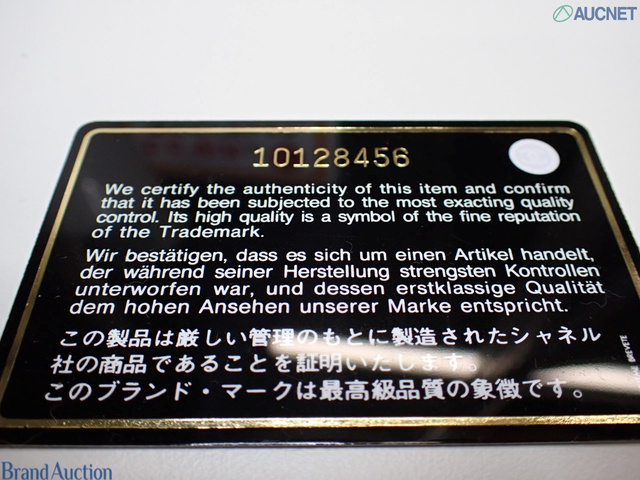 AUCNET
10128456
We certify the authenticity of this item and confirm
that it has been subjected to the most exacting quality
control. Its high quality is a symbol of the fine reputation
of the Trademark.
Wir bestätigen, dass es sich um einen Artikel handelt,
der während seiner Herstellung strengsten Kontrollen
unterworfen war, und dessen erstklassige Qualität
dem hohen Ansehen unserer Marke entspricht.
この製品は厳しい管理のもとに製造されたシャネル
社の商品であることを証明いたします。
このブランド・マークは最高級品質の象徴です。
BREVETE
Brand Auction